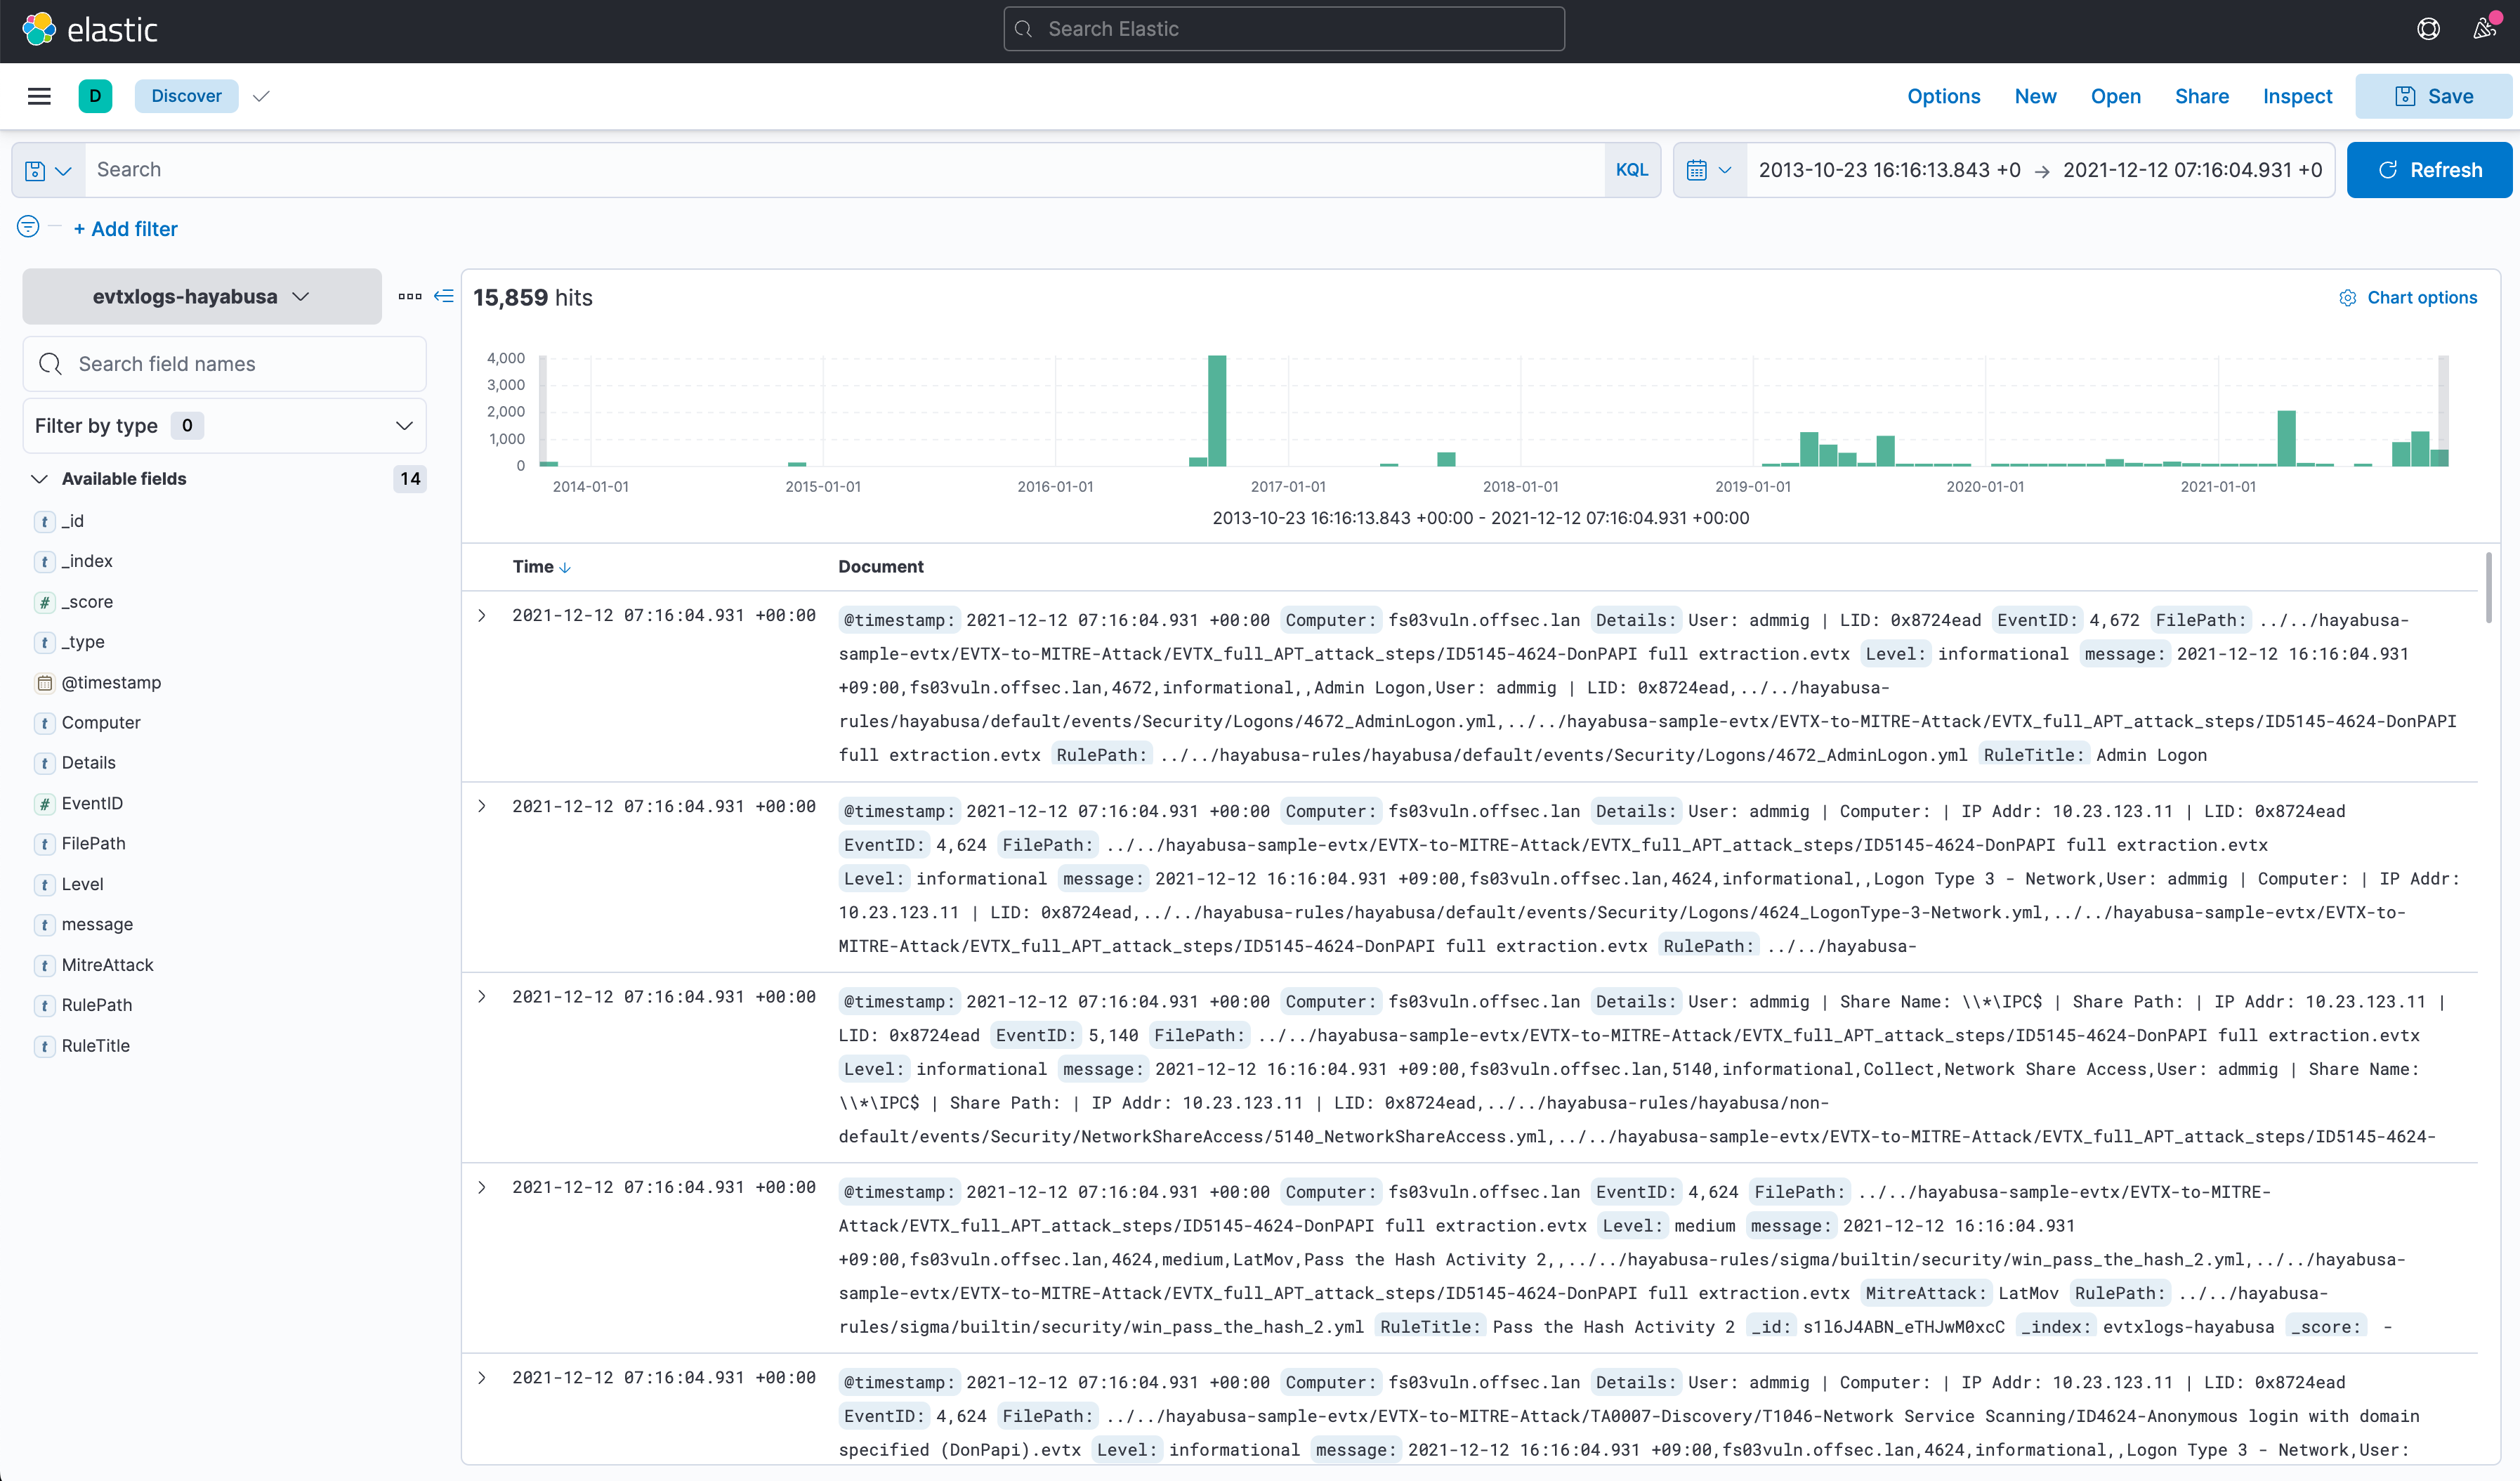 elastic
Search Elastic
D
Discover
Options
New
Open
Share
Inspect
Save
Search
KQL
2013-10-23 16:16:13.843 +0 → 2021-12-12 07:16:04.931 +0
Refresh
+ Add filter
evtxlogs-hayabusa
Search field names
Filter by type 0
Available fields 14
t _id
t _index
# _score
t _type
@timestamp
t Computer
t Details
# EventID
t FilePath
t Level
t message
t MitreAttack
t RulePath
t RuleTitle
15,859 hits
Chart options
4,000
3,000
2,000
1,000
0
2014-01-01 2015-01-01 2016-01-01 2017-01-01 2018-01-01 2019-01-01 2020-01-01 2021-01-01
2013-10-23 16:16:13.843 +00:00 - 2021-12-12 07:16:04.931 +00:00
Time ↓ Document
2021-12-12 07:16:04.931 +00:00 @timestamp: 2021-12-12 07:16:04.931 +00:00 Computer: fs03vuln.offsec.lan Details: User: admmig | LID: 0x8724ead EventID: 4,672 FilePath: ../../hayabusa-
sample-evtx/EVTX-to-MITRE-Attack/EVTX_full_APT_attack_steps/ID5145-4624-DonPAPI full extraction.evtx Level: informational message: 2021-12-12 16:16:04.931
+09:00,fs03vuln.offsec.lan,4672,informational,,Admin Logon,User: admmig | LID: 0x8724ead,../../hayabusa-
rules/hayabusa/default/events/Security/Logons/4672_AdminLogon.yml,../../hayabusa-sample-evtx/EVTX-to-MITRE-Attack/EVTX_full_APT_attack_steps/ID5145-4624-DonPAPI
full extraction.evtx RulePath: ../../hayabusa-rules/hayabusa/default/events/Security/Logons/4672_AdminLogon.yml RuleTitle: Admin Logon
2021-12-12 07:16:04.931 +00:00 @timestamp: 2021-12-12 07:16:04.931 +00:00 Computer: fs03vuln.offsec.lan Details: User: admmig | Computer: | IP Addr: 10.23.123.11 | LID: 0x8724ead
EventID: 4,624 FilePath: ../../hayabusa-sample-evtx/EVTX-to-MITRE-Attack/EVTX_full_APT_attack_steps/ID5145-4624-DonPAPI full extraction.evtx
Level: informational message: 2021-12-12 16:16:04.931 +09:00,fs03vuln.offsec.lan,4624,informational,,Logon Type 3 - Network,User: admmig | Computer: | IP Addr:
10.23.123.11 | LID: 0x8724ead,../../hayabusa-rules/hayabusa/default/events/Security/Logons/4624_LogonType-3-Network.yml,../../hayabusa-sample-evtx/EVTX-to-
MITRE-Attack/EVTX_full_APT_attack_steps/ID5145-4624-DonPAPI full extraction.evtx RulePath: ../../hayabusa-
2021-12-12 07:16:04.931 +00:00 @timestamp: 2021-12-12 07:16:04.931 +00:00 Computer: fs03vuln.offsec.lan Details: User: admmig | Share Name: \\*\IPC$ | Share Path: | IP Addr: 10.23.123.11 |
LID: 0x8724ead EventID: 5,140 FilePath: ../../hayabusa-sample-evtx/EVTX-to-MITRE-Attack/EVTX_full_APT_attack_steps/ID5145-4624-DonPAPI full extraction.evtx
Level: informational message: 2021-12-12 16:16:04.931 +09:00,fs03vuln.offsec.lan,5140,informational,Collect,Network Share Access,User: admmig | Share Name:
\\*\IPC$ | Share Path: | IP Addr: 10.23.123.11 | LID: 0x8724ead,../../hayabusa-rules/hayabusa/non-
default/events/Security/NetworkShareAccess/5140_NetworkShareAccess.yml,../../hayabusa-sample-evtx/EVTX-to-MITRE-Attack/EVTX_full_APT_attack_steps/ID5145-4624-
2021-12-12 07:16:04.931 +00:00 @timestamp: 2021-12-12 07:16:04.931 +00:00 Computer: fs03vuln.offsec.lan EventID: 4,624 FilePath: ../../hayabusa-sample-evtx/EVTX-to-MITRE-
Attack/EVTX_full_APT_attack_steps/ID5145-4624-DonPAPI full extraction.evtx Level: medium message: 2021-12-12 16:16:04.931
+09:00,fs03vuln.offsec.lan,4624,medium,LatMov,Pass the Hash Activity 2,,../../hayabusa-rules/sigma/builtin/security/win_pass_the_hash_2.yml,../../hayabusa-
sample-evtx/EVTX-to-MITRE-Attack/EVTX_full_APT_attack_steps/ID5145-4624-DonPAPI full extraction.evtx MitreAttack: LatMov RulePath: ../../hayabusa-
rules/sigma/builtin/security/win_pass_the_hash_2.yml RuleTitle: Pass the Hash Activity 2 _id: s1l6J4ABN_eTHJwM0xcC _index: evtxlogs-hayabusa _score: -
2021-12-12 07:16:04.931 +00:00 @timestamp: 2021-12-12 07:16:04.931 +00:00 Computer: fs03vuln.offsec.lan Details: User: admmig | Computer: | IP Addr: 10.23.123.11 | LID: 0x8724ead
EventID: 4,624 FilePath: ../../hayabusa-sample-evtx/EVTX-to-MITRE-Attack/TA0007-Discovery/T1046-Network Service Scanning/ID4624-Anonymous login with domain
specified (DonPapi).evtx Level: informational message: 2021-12-12 16:16:04.931 +09:00,fs03vuln.offsec.lan,4624,informational,,Logon Type 3 - Network,User: